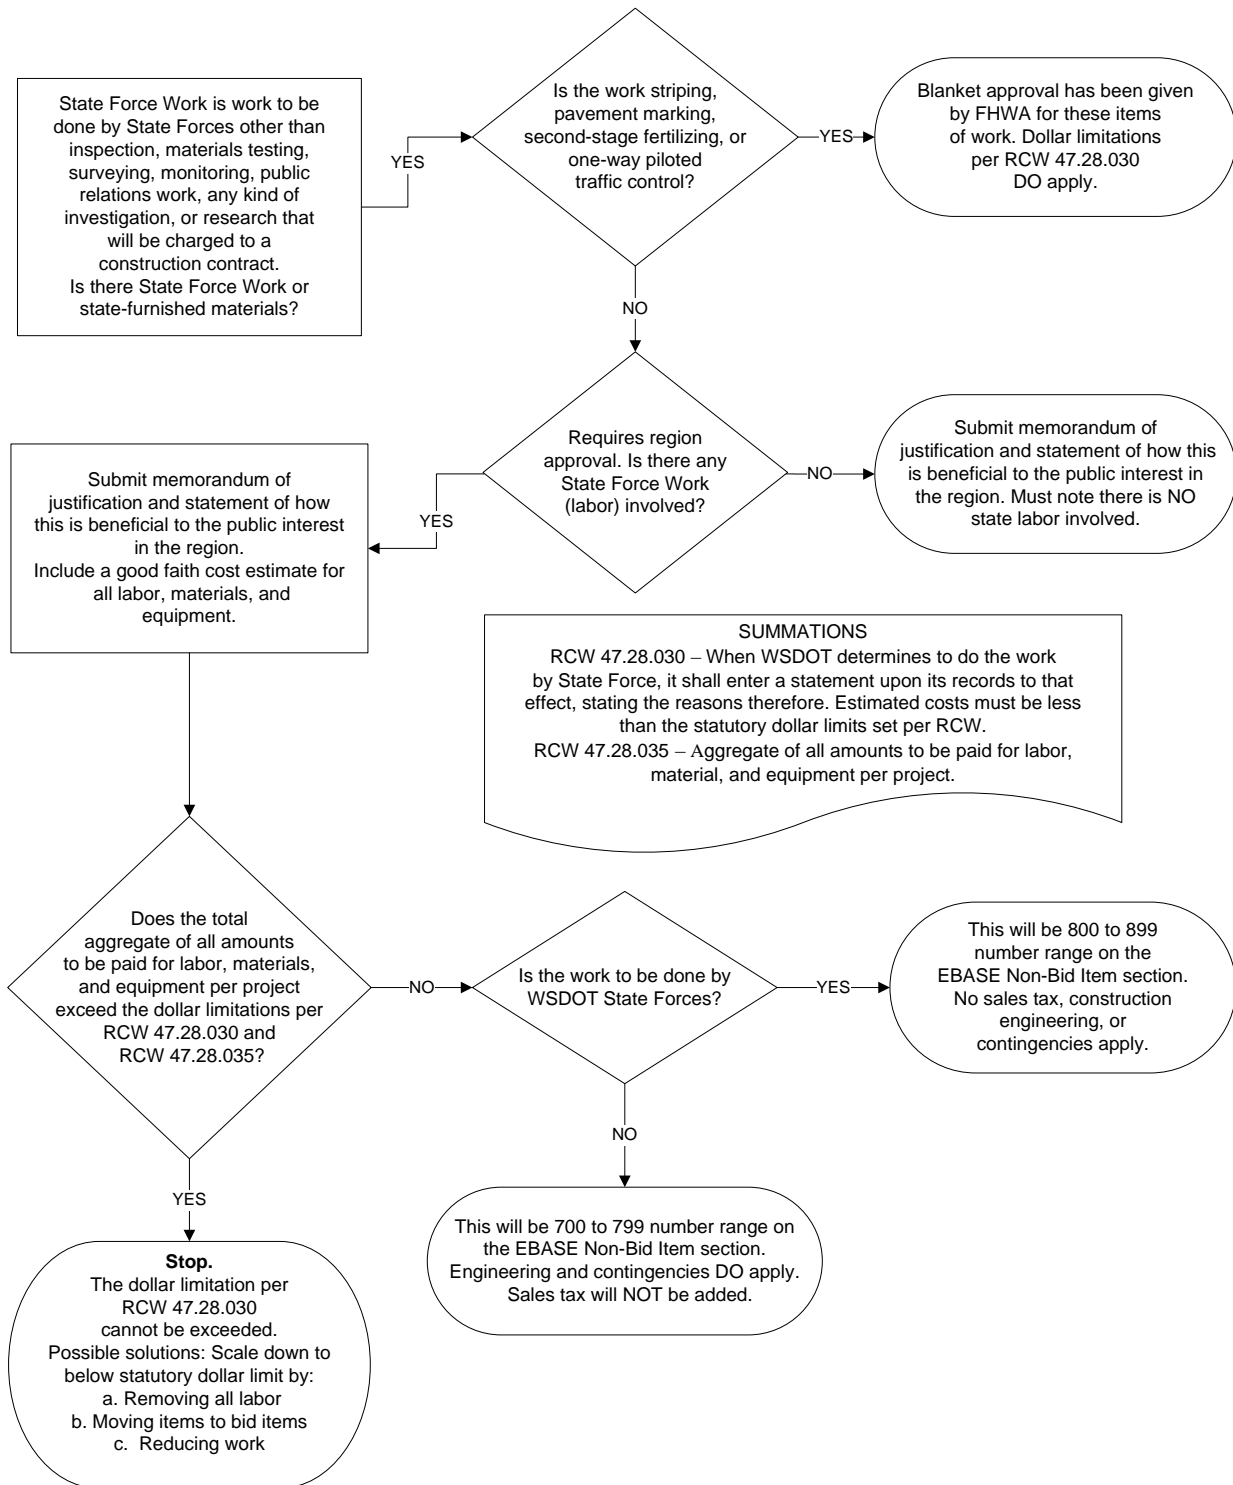 State Force Work is work to be
done by State Forces other than
inspection, materials testing,
surveying, monitoring, public
relations work, any kind of
investigation, or research that
will be charged to a
construction contract.
Is there State Force Work or
state-furnished materials?
YES
Is the work striping,
pavement marking,
second-stage fertilizing, or
one-way piloted
traffic control?
YES
Blanket approval has been given
by FHWA for these items
of work. Dollar limitations
per RCW 47.28.030
DO apply.
NO
Requires region
approval. Is there any
State Force Work
(labor) involved?
NO
Submit memorandum of
justification and statement of how this
is beneficial to the public interest in
the region. Must note there is NO
state labor involved.
YES
Submit memorandum of
justification and statement of how
this is beneficial to the public interest
in the region.
Include a good faith cost estimate for
all labor, materials, and
equipment.
SUMMATIONS
RCW 47.28.030 – When WSDOT determines to do the work
by State Force, it shall enter a statement upon its records to that
effect, stating the reasons therefore. Estimated costs must be less
than the statutory dollar limits set per RCW.
RCW 47.28.035 – Aggregate of all amounts to be paid for labor,
material, and equipment per project.
Does the total
aggregate of all amounts
to be paid for labor, materials,
and equipment per project
exceed the dollar limitations per
RCW 47.28.030 and
RCW 47.28.035?
NO
Is the work to be done by
WSDOT State Forces?
YES
This will be 800 to 899
number range on the
EBASE Non-Bid Item section.
No sales tax, construction
engineering, or
contingencies apply.
NO
This will be 700 to 799 number range on
the EBASE Non-Bid Item section.
Engineering and contingencies DO apply.
Sales tax will NOT be added.
YES
Stop.
The dollar limitation per
RCW 47.28.030
cannot be exceeded.
Possible solutions: Scale down to
below statutory dollar limit by:
a. Removing all labor
b. Moving items to bid items
c. Reducing work